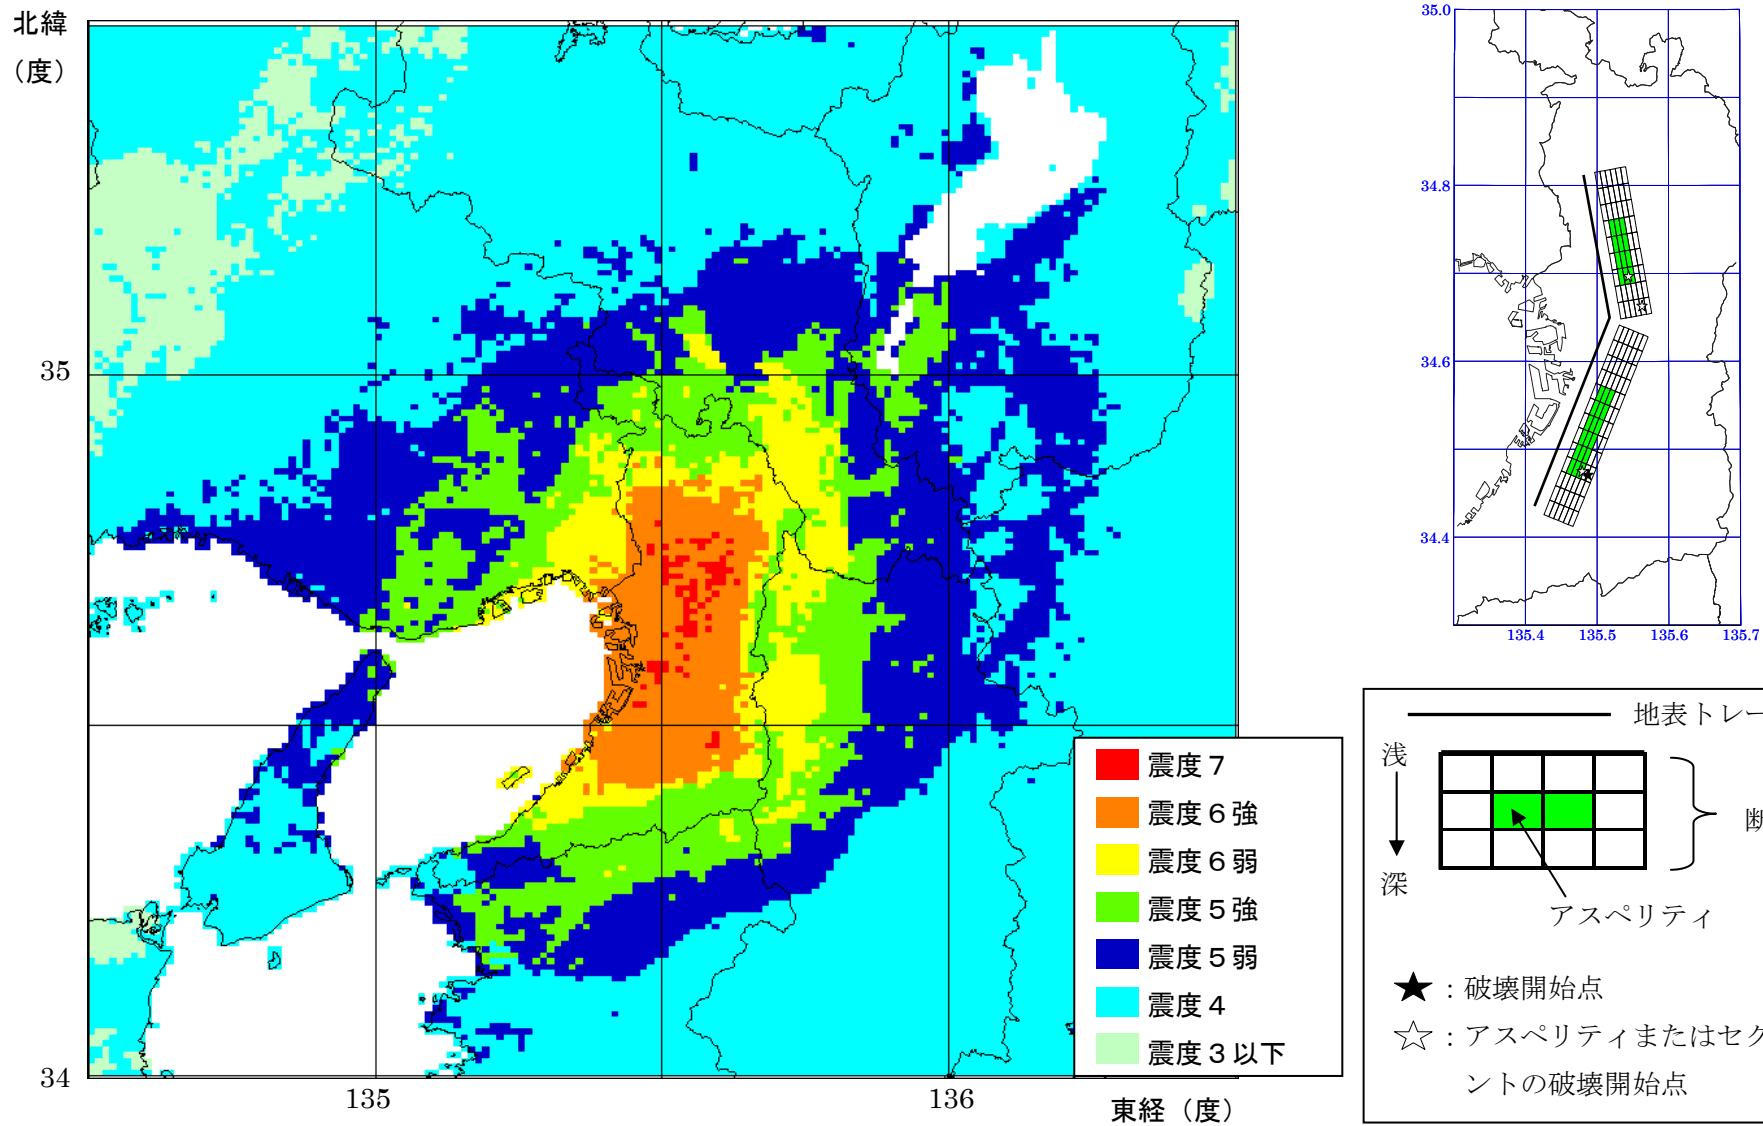 北緯
（度）
35
34
135
136
東経（度）
震度７
震度６強
震度６弱
震度５強
震度５弱
震度４
震度３以下
35.0
34.8
34.6
34.4
135.4
135.5
135.6
135.7
地表トレー
浅
深
断
アスペリティ
★：破壊開始点
☆：アスペリティまたはセグ
ントの破壊開始点